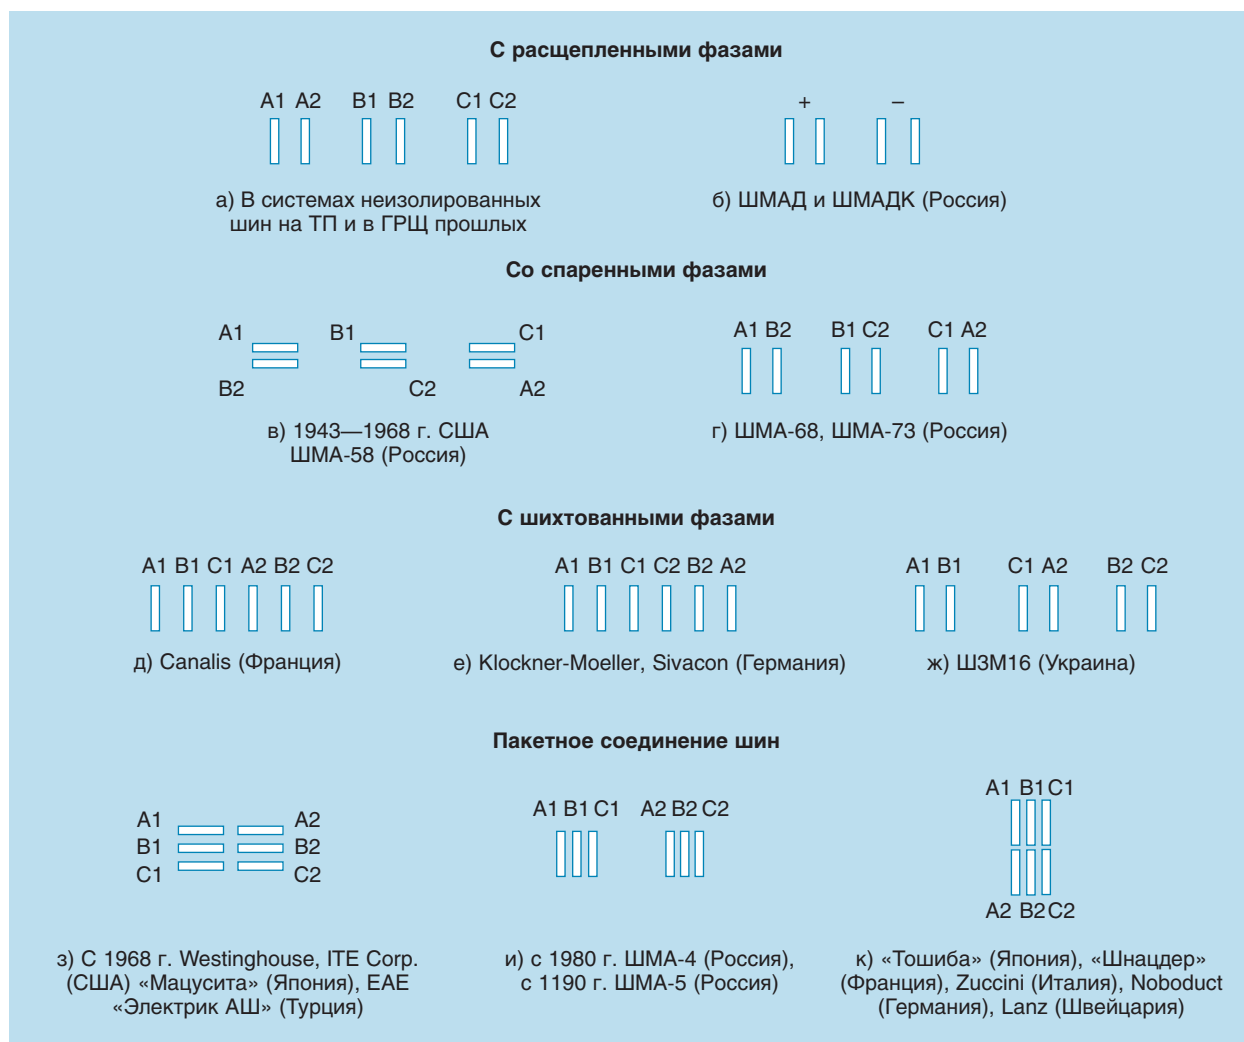 С расщепленными фазами
A1 A2 B1 B2 C1 C2
а) В системах неизолированных
шин на ТП и в ГРЩ прошлых
+ –
б) ШМАД и ШМАДК (Россия)
Со спаренными фазами
A1 B1 C1
B2 C2 A2
в) 1943—1968 г. США
ШМА-58 (Россия)
A1 B2 B1 C2 C1 A2
г) ШМА-68, ШМА-73 (Россия)
С шихтованными фазами
A1 B1 C1 A2 B2 C2
д) Canalis (Франция)
A1 B1 C1 C2 B2 A2
е) Klockner-Moeller, Sivacon (Германия)
A1 B1 C1 A2 B2 C2
ж) ШЗМ16 (Украина)
Пакетное соединение шин
A1 A2
B1 B2
C1 C2
з) С 1968 г. Westinghouse, ITE Corp.
(США) «Мацусита» (Япония), EAE
«Электрик АШ» (Турция)
A1 B1 C1 A2 B2 C2
и) с 1980 г. ШМА-4 (Россия),
с 1190 г. ШМА-5 (Россия)
A1 B1 C1
A2 B2 C2
к) «Тошиба» (Япония), «Шнацдер»
(Франция), Zuccini (Италия), Noboduct
(Германия), Lanz (Швейцария)